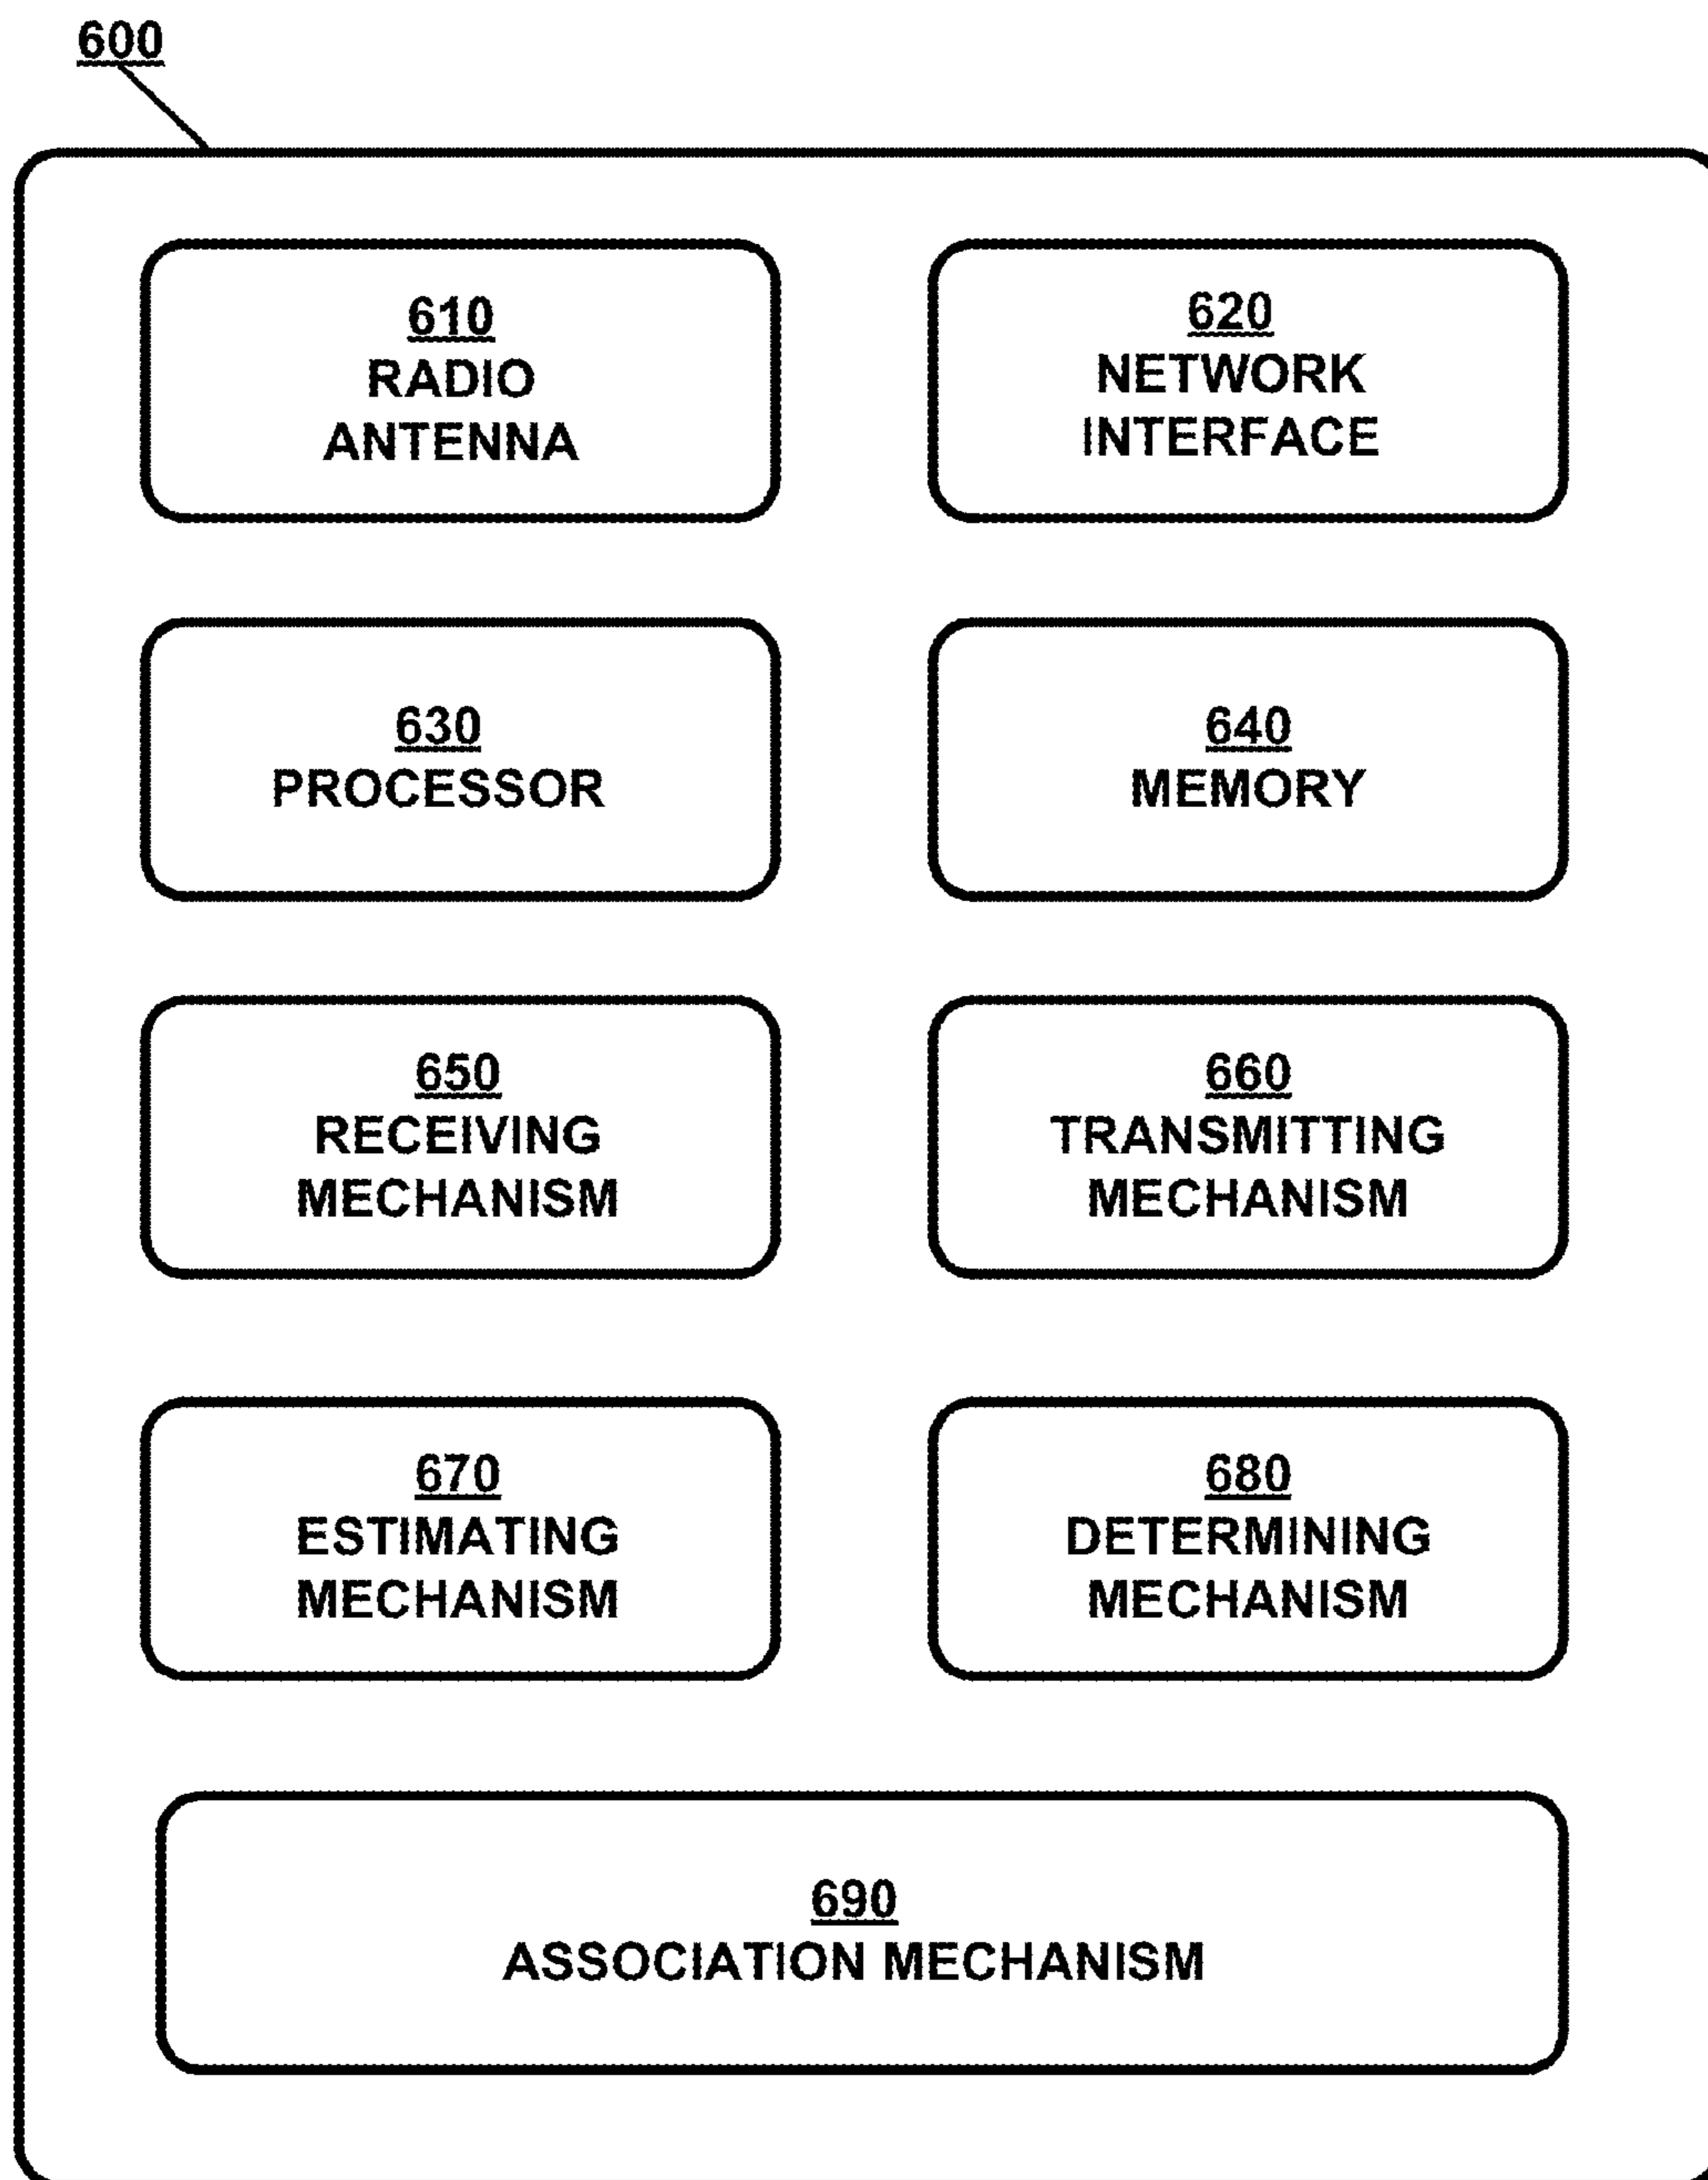 600
610
RADIO
ANTENNA
620
NETWORK
INTERFACE
630
PROCESSOR
640
MEMORY
650
RECEIVING
MECHANISM
660
TRANSMITTING
MECHANISM
670
ESTIMATING
MECHANISM
680
DETERMINING
MECHANISM
690
ASSOCIATION MECHANISM